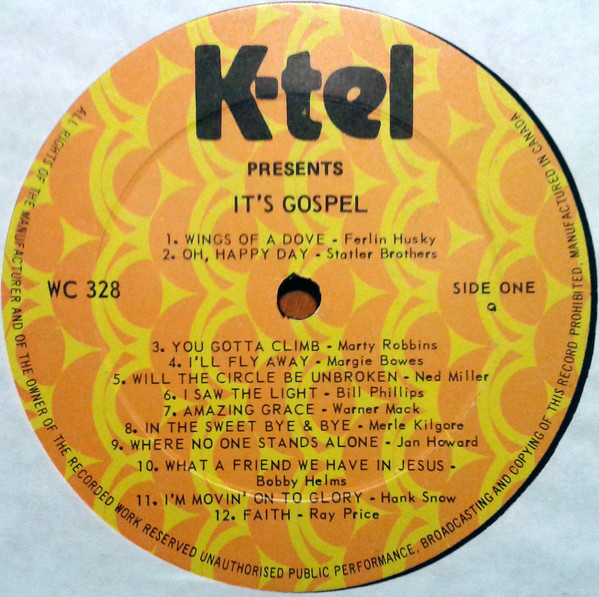 K-tel
PRESENTS
IT'S GOSPEL
1. WINGS OF A DOVE - Ferlin Husky
2. OH, HAPPY DAY - Statler Brothers
WC 328
SIDE ONE
Q
3. YOU GOTTA CLIMB - Marty Robbins
4. I'LL FLY AWAY - Margie Bowes
5. WILL THE CIRCLE BE UNBROKEN - Ned Miller
6. I SAW THE LIGHT - Bill Phillips
7. AMAZING GRACE - Warner Mack
8. IN THE SWEET BYE & BYE - Merle Kilgore
9. WHERE NO ONE STANDS ALONE - Jan Howard
10. WHAT A FRIEND WE HAVE IN JESUS -
Bobby Helms
11. I'M MOVIN' ON TO GLORY - Hank Snow
12. FAITH - Ray Price
ALL RIGHTS OF THE MANUFACTURER AND OF THE OWNER OF THE RECORDED WORK RESERVED UNAUTHORISED PUBLIC PERFORMANCE, BROADCASTING AND COPYING OF THIS RECORD PROHIBITED, MANUFACTURED IN CANADA